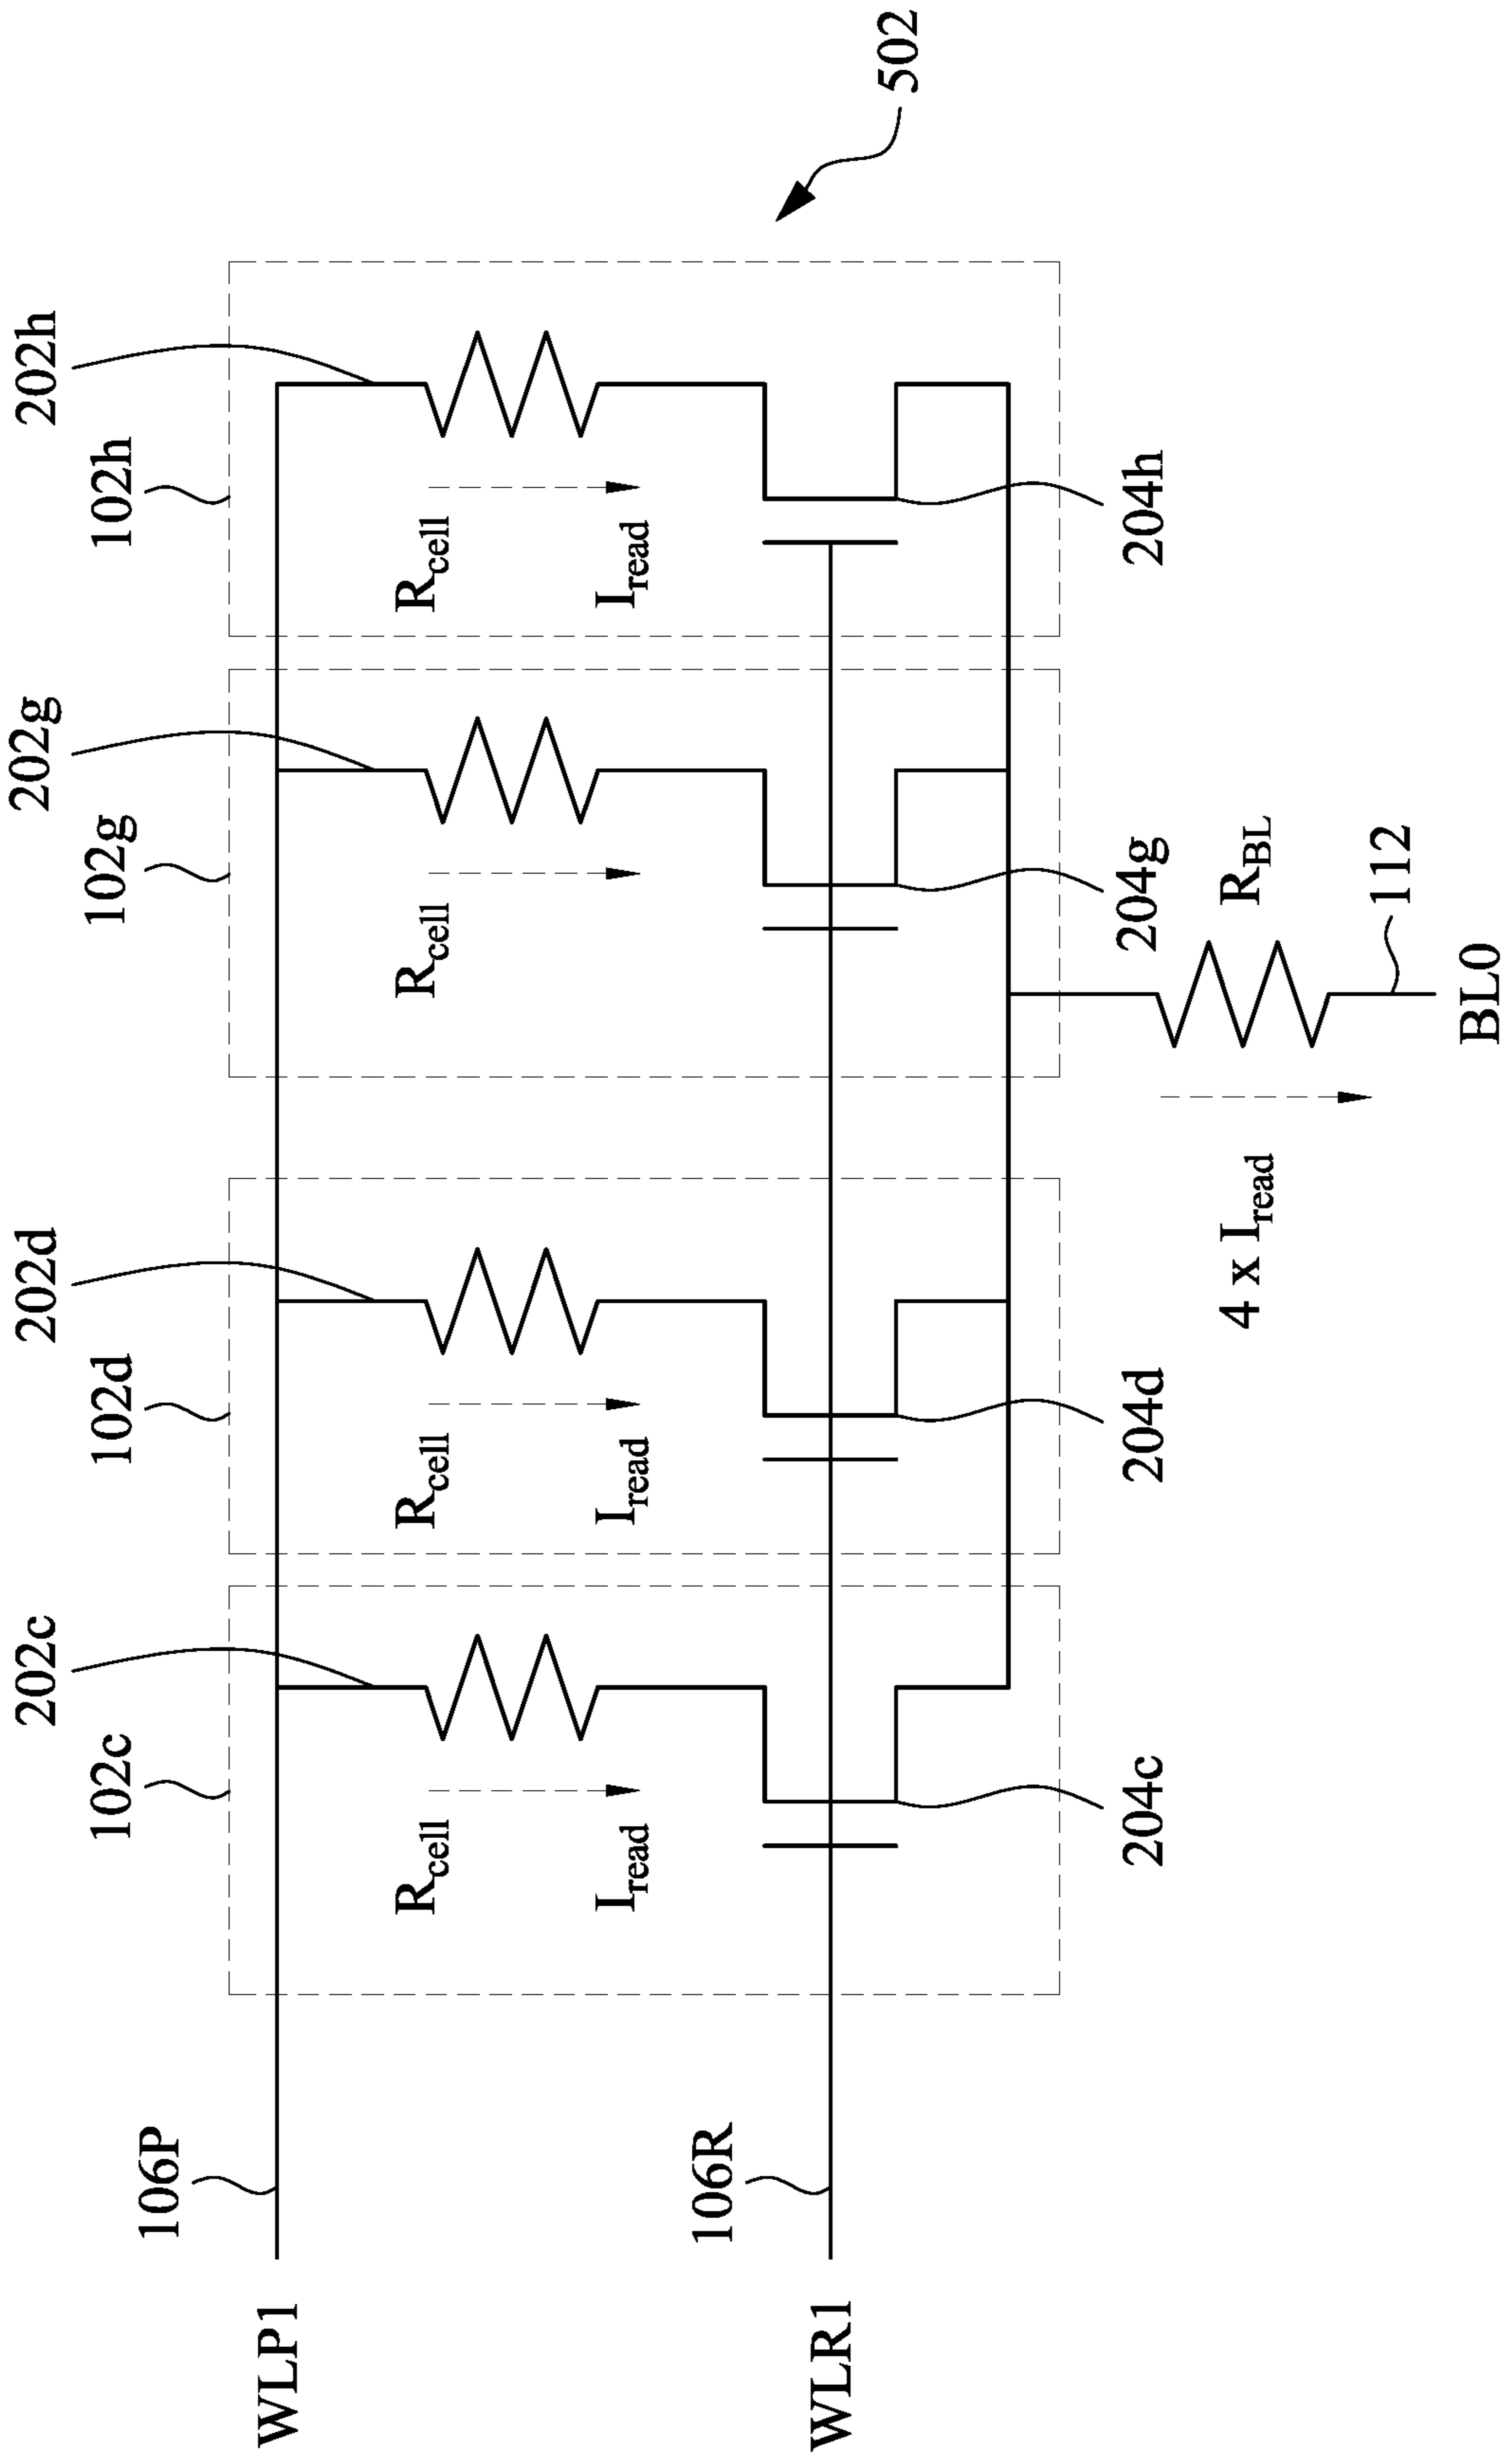 202c 202d 202g 202h
102c 102d 102g 102h
106P
WLP1
Rcell Rcell Rcell Rcell
Iread Iread Iread
106R
WLR1
502
204c 204d 204g 204h
4 x Iread RBL
112
BL0